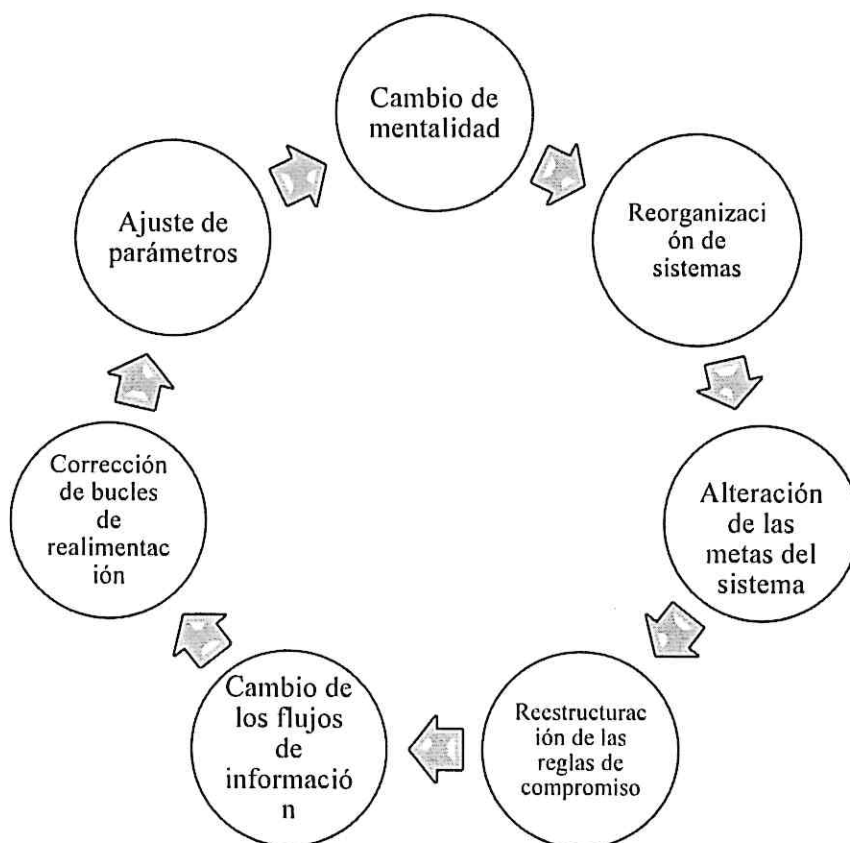 Cambio de
mentalidad
Reorganizaci
ón de
sistemas
Alteración
de las
metas del
sistema
Reestructurac
ión de las
reglas de
compromiso
Cambio de
los flujos
de
informació
n
Corrección
de bucles
de
realimentac
ión
Ajuste de
parámetros